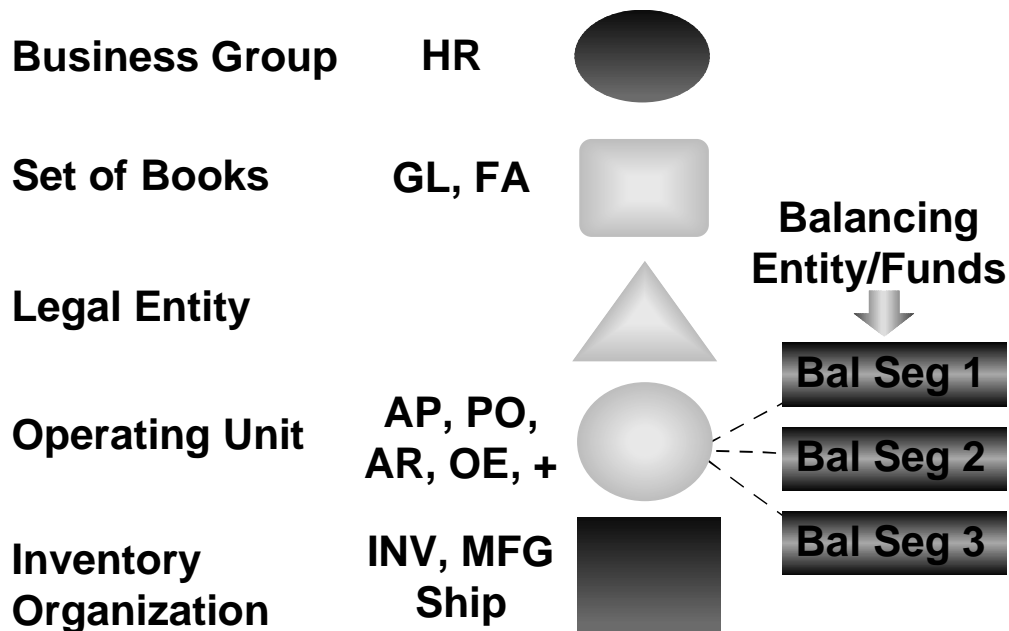 Business Group HR
Set of Books GL, FA
Balancing
Entity/Funds
Legal Entity
Bal Seg 1
Operating Unit AP, PO,
AR, OE, +
Bal Seg 2
Bal Seg 3
Inventory
Organization
INV, MFG
Ship